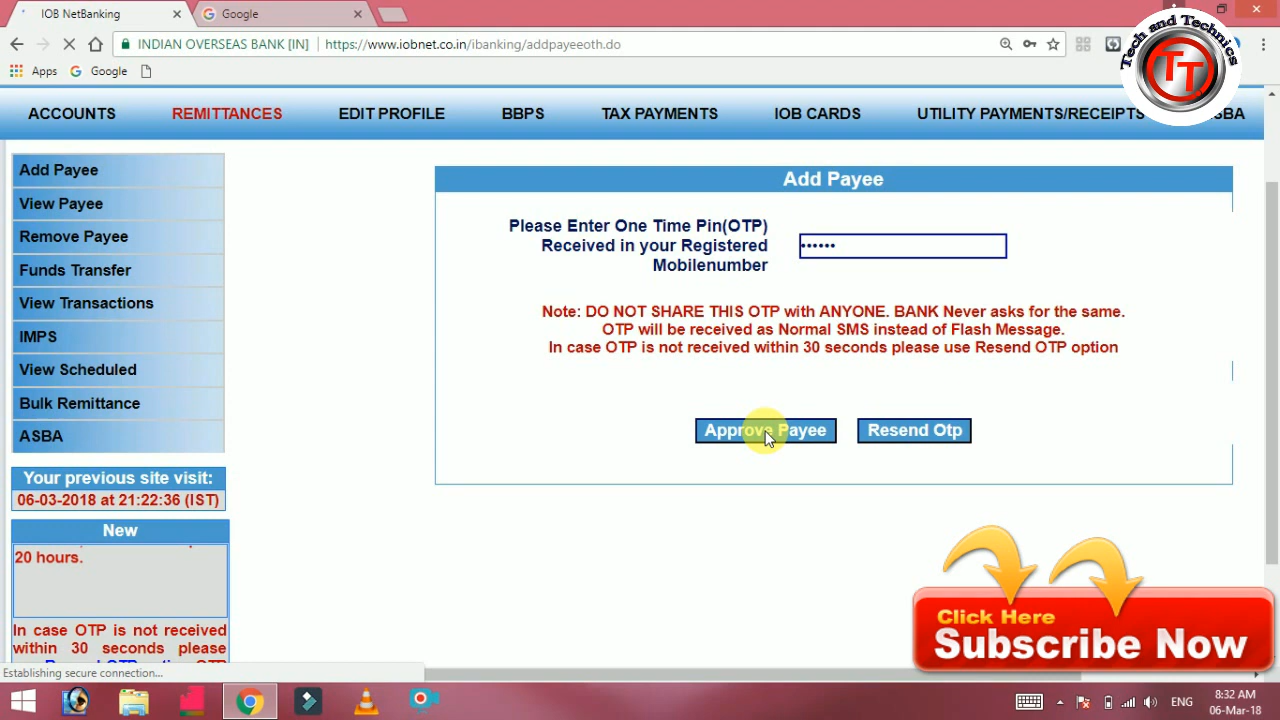 IOB NetBanking
Google
INDIAN OVERSEAS BANK [IN]
https://www.iobnet.co.in/ibanking/addpayeeoth.do
Apps
Google
Tech and Technics
TT
ACCOUNTS
REMITTANCES
EDIT PROFILE
BBPS
TAX PAYMENTS
IOB CARDS
UTILITY PAYMENTS/RECEIPTS
SBA
Add Payee
View Payee
Remove Payee
Funds Transfer
View Transactions
IMPS
View Scheduled
Bulk Remittance
ASBA
Your previous site visit:
06-03-2018 at 21:22:36 (IST)
New
20 hours.
In case OTP is not received
within 30 seconds please
Add Payee
Please Enter One Time Pin(OTP)
Received in your Registered
Mobilenumber
••••••
Note: DO NOT SHARE THIS OTP with ANYONE. BANK Never asks for the same.
OTP will be received as Normal SMS instead of Flash Message.
In case OTP is not received within 30 seconds please use Resend OTP option
Approve Payee
Resend Otp
Click Here
Subscribe Now
Establishing secure connection...
ENG
8:32 AM
06-Mar-18